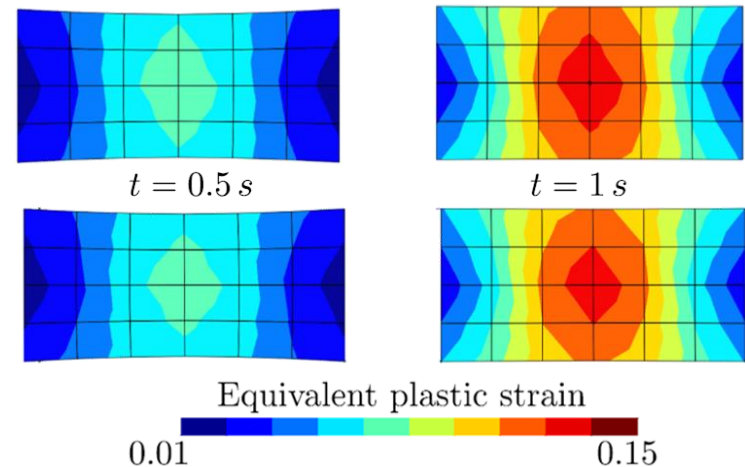 t = 0.5 s
t = 1 s
Equivalent plastic strain
0.01
0.15